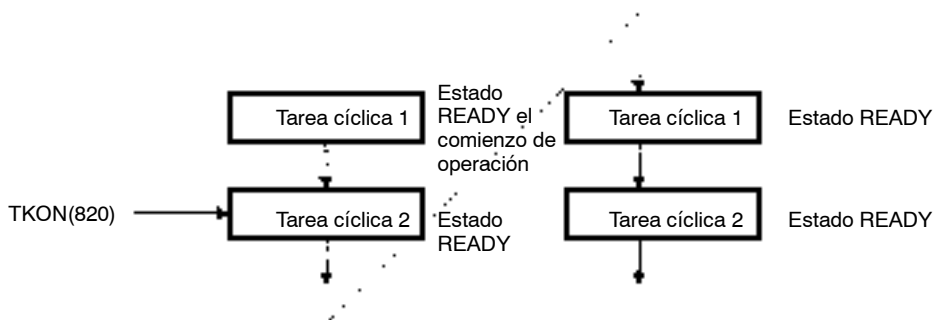 Tarea cíclica 1
Estado
READY el
comienzo de
operación
Tarea cíclica 1
Estado READY
TKON(820)
Tarea cíclica 2
Estado
READY
Tarea cíclica 2
Estado READY